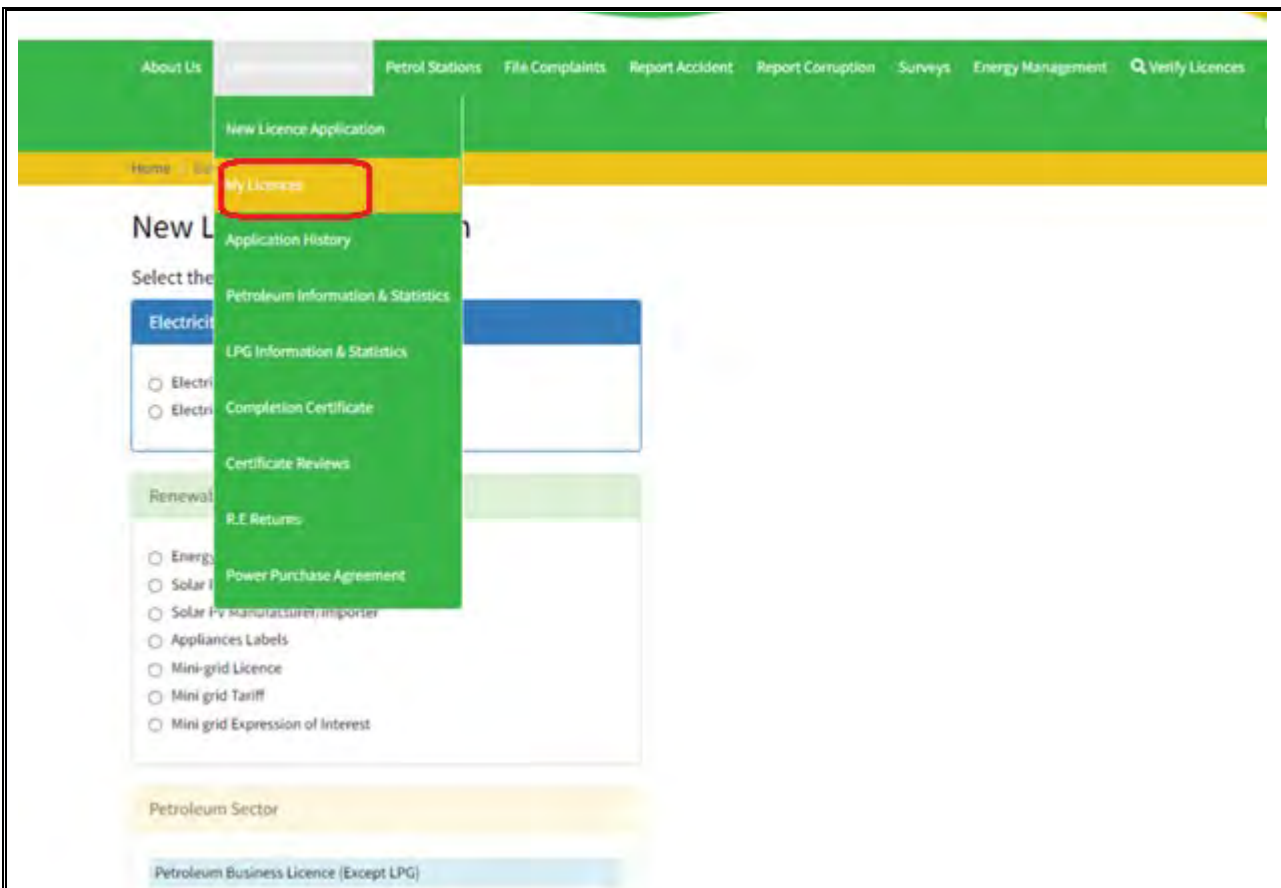 About Us Petrol Stations File Complaints Report Accident Report Corruption Surveys Energy Management Verify Licences
New Licence Application
Home
My Licences
New L n
Application History
Select the
Petroleum Information & Statistics
Electricit
LPG Information & Statistics
Electri
Completion Certificate
Electri
Certificate Reviews
Renewa
R.E Returns
Energy
Power Purchase Agreement
Solar
Solar PV Manufacturer/Importer
Appliances Labels
Mini-grid Licence
Mini grid Tariff
Mini grid Expression of Interest
Petroleum Sector
Petroleum Business Licence (Except LPG)